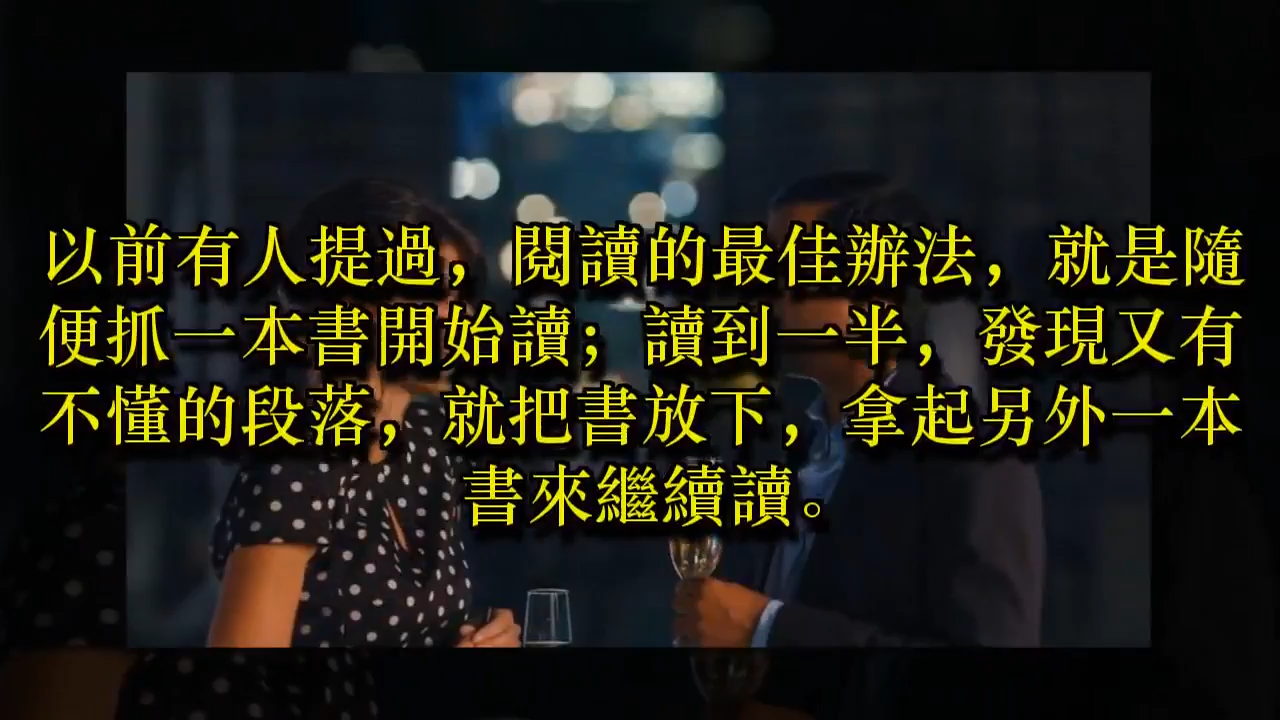 以前有人提過，閱讀的最佳辦法，就是隨
便抓一本書開始讀；讀到一半，發現又有
不懂的段落，就把書放下，拿起另外一本
書來繼續讀。